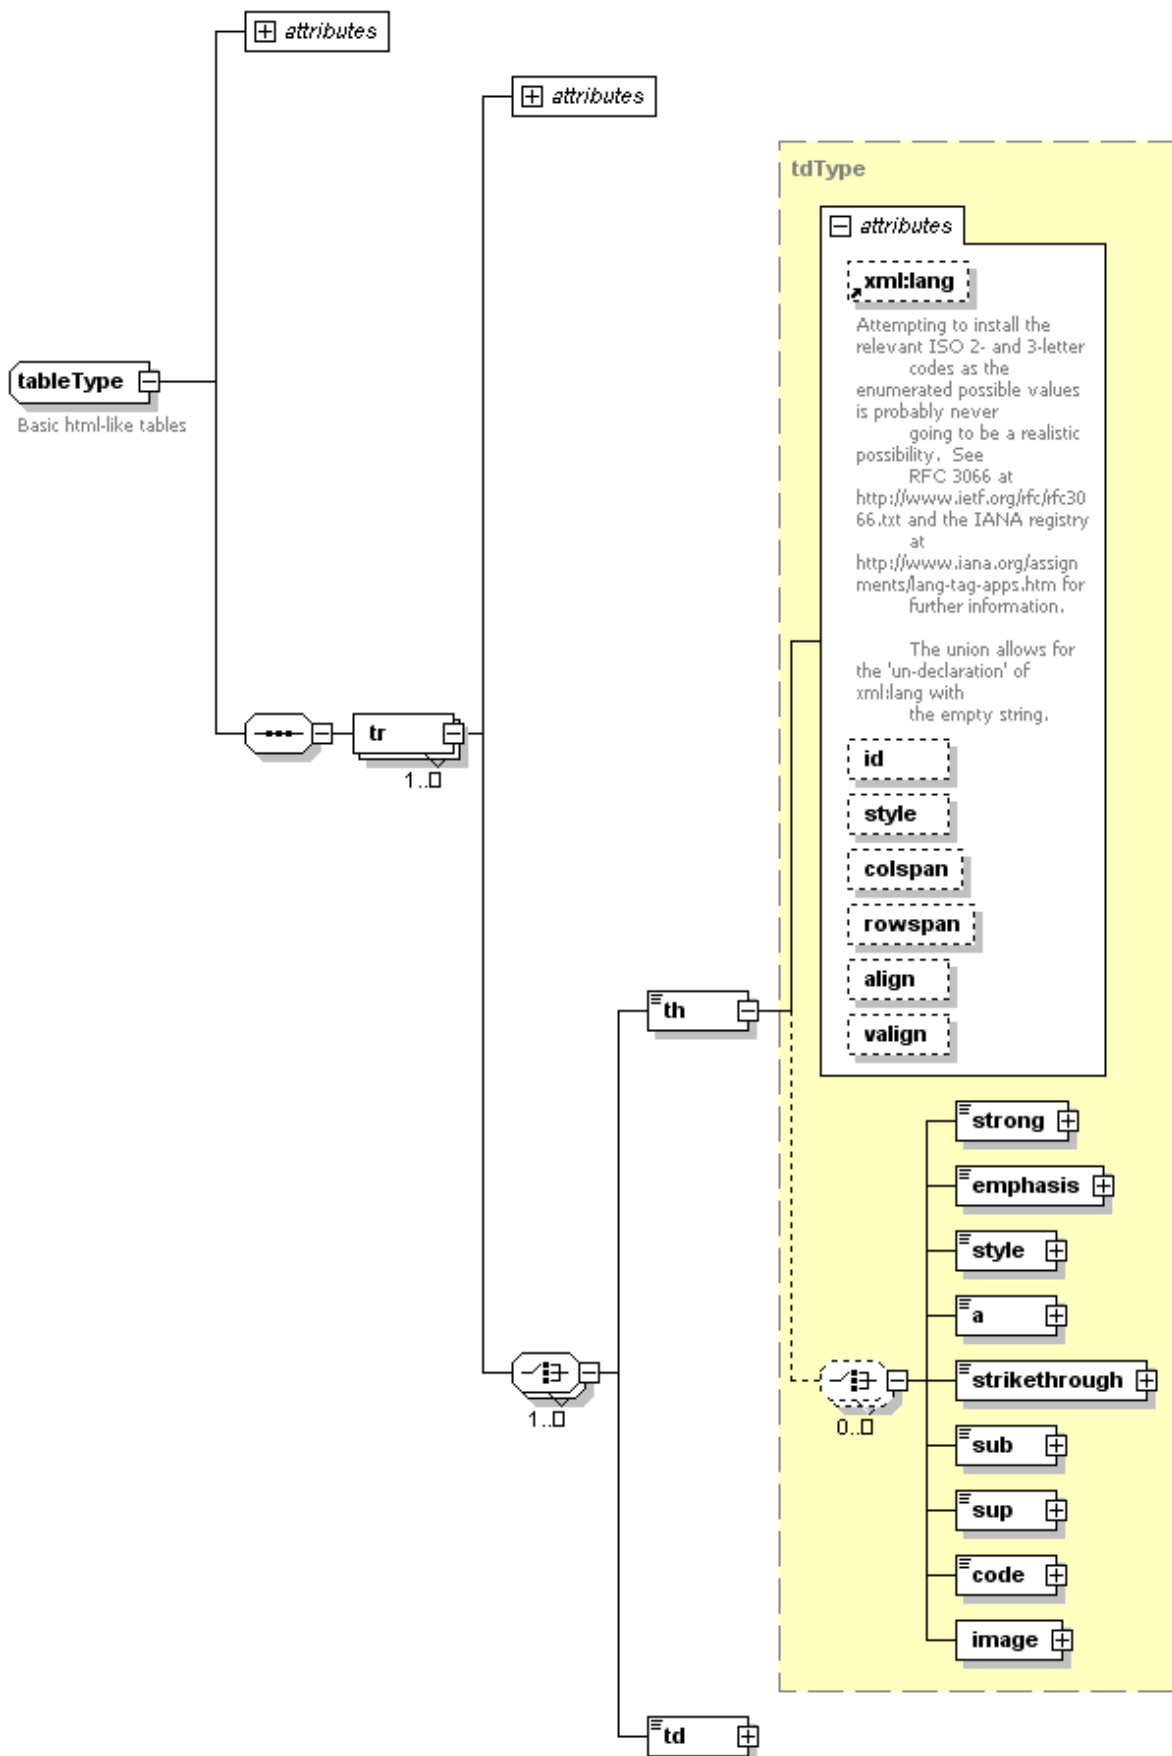 attributes
attributes
tdType
attributes
xml:lang
Attempting to install the
relevant ISO 2- and 3-letter
codes as the
enumerated possible values
is probably never
going to be a realistic
possibility. See
RFC 3066 at
http://www.ietf.org/rfc/rfc30
66.txt and the IANA registry
at
http://www.iana.org/assign
ments/lang-tag-apps.htm for
further information.
The union allows for
the 'un-declaration' of
xml:lang with
the empty string.
tableType
Basic html-like tables
tr
1..▯
id
style
colspan
rowspan
align
valign
th
strong
emphasis
style
a
strikethrough
sub
sup
code
image
1..▯
0..▯
td